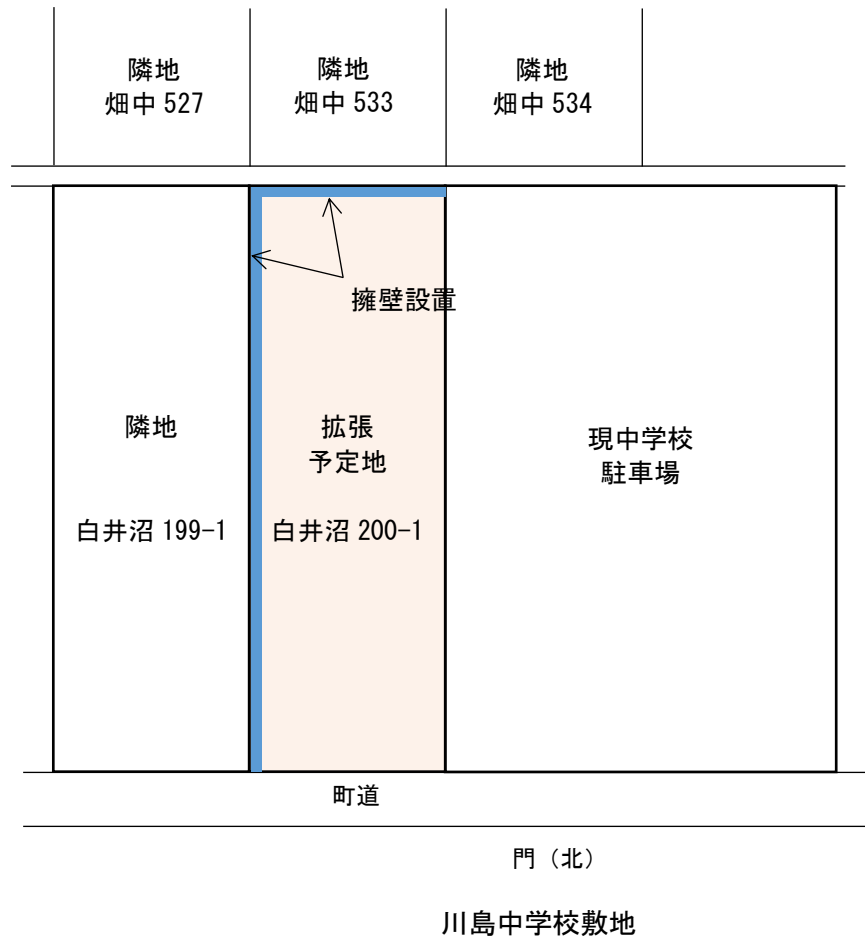 隣地
畑中 527
隣地
畑中 533
隣地
畑中 534
擁壁設置
隣地
白井沼 199-1
拡張
予定地
白井沼 200-1
現中学校
駐車場
町道
門（北）
川島中学校敷地